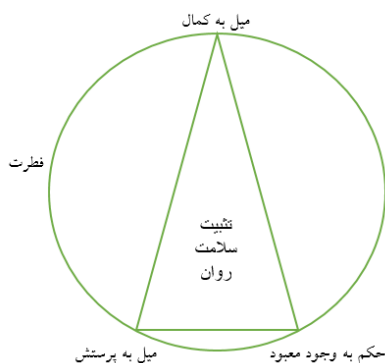 میل به کمال
فطرت
تثبیت
سلامت
روان
حکم به وجود معبود
میل به پرستش